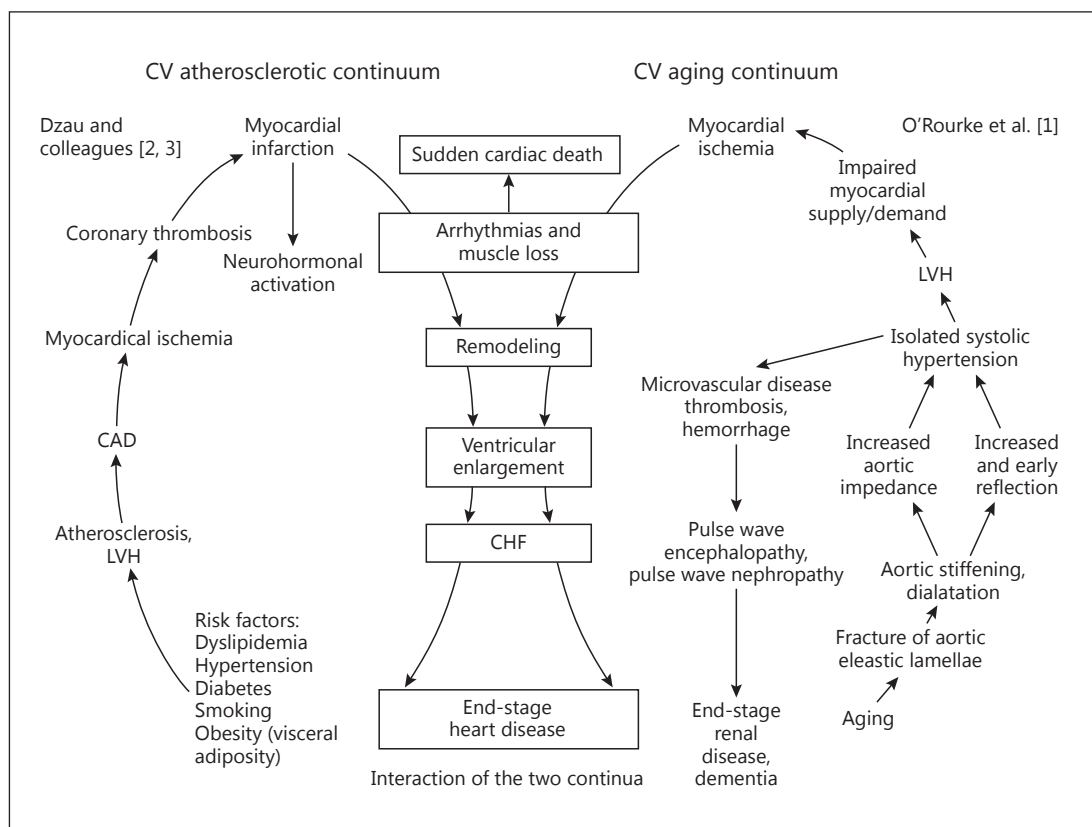 CV atherosclerotic continuum
CV aging continuum
Dzau and
colleagues [2, 3]
Myocardial
infarction
Sudden cardiac death
Myocardial
ischemia
O'Rourke et al. [1]
Impaired
myocardial
supply/demand
Coronary thrombosis
Neurohormonal
activation
Arrhythmias and
muscle loss
LVH
Myocardical ischemia
Remodeling
Isolated systolic
hypertension
Microvascular disease
thrombosis,
hemorrhage
CAD
Ventricular
enlargement
Increased
aortic
impedance
Increased
and early
reflection
Atherosclerosis,
LVH
CHF
Pulse wave
encephalopathy,
pulse wave nephropathy
Aortic stiffening,
dialatation
Fracture of aortic
eleastic lamellae
Aging
Risk factors:
Dyslipidemia
Hypertension
Diabetes
Smoking
Obesity (visceral
adiposity)
End-stage
heart disease
End-stage
renal
disease,
dementia
Interaction of the two continua